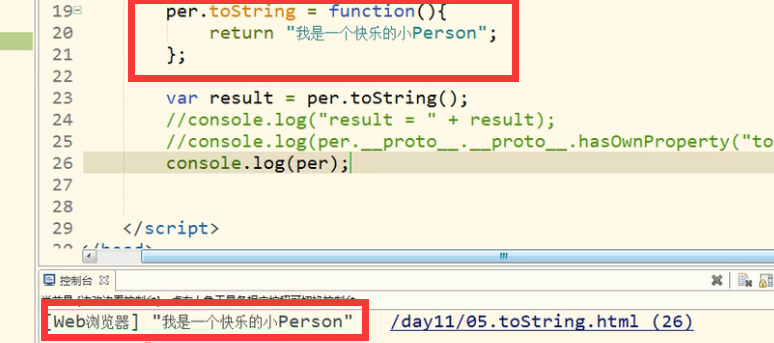 19 per.toString = function(){
20 return "我是一个快乐的小Person";
21 };
22
23 var result = per.toString();
24 //console.log("result = " + result);
25 //console.log(per.__proto__.__proto__.hasOwnProperty("to
26 console.log(per);
27
28
29 </script>
控制台
[Web浏览器] "我是一个快乐的小Person" /day11/05.toString.html (26)